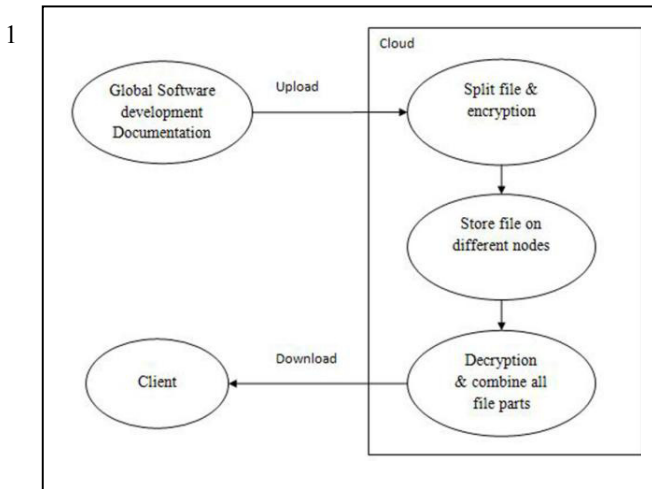 1
Cloud
Global Software
development
Documentation
Upload
Split file &
encryption
Store file on
different nodes
Client
Download
Decryption
& combine all
file parts